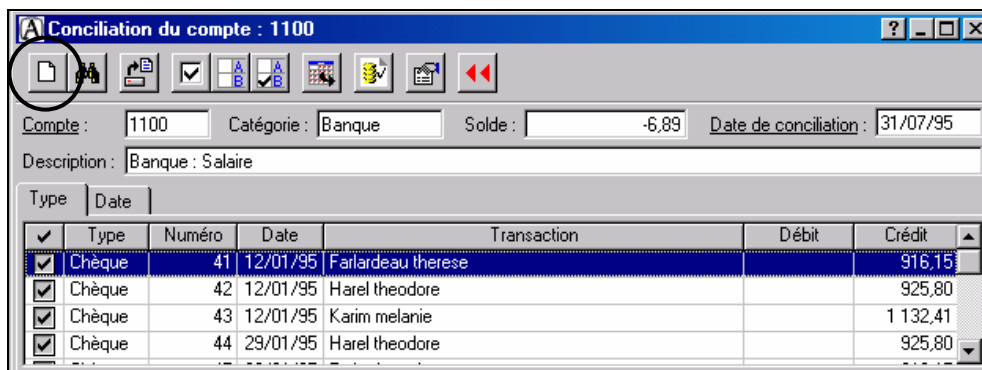 Conciliation du compte : 1100
Compte : 1100 Catégorie : Banque Solde : -6,89 Date de conciliation : 31/07/95
Description : Banque : Salaire
Type Date
Type Numéro Date Transaction Débit Crédit
Chèque 41 12/01/95 Farlardeau therese 916,15
Chèque 42 12/01/95 Harel theodore 925,80
Chèque 43 12/01/95 Karim melanie 1 132,41
Chèque 44 29/01/95 Harel theodore 925,80